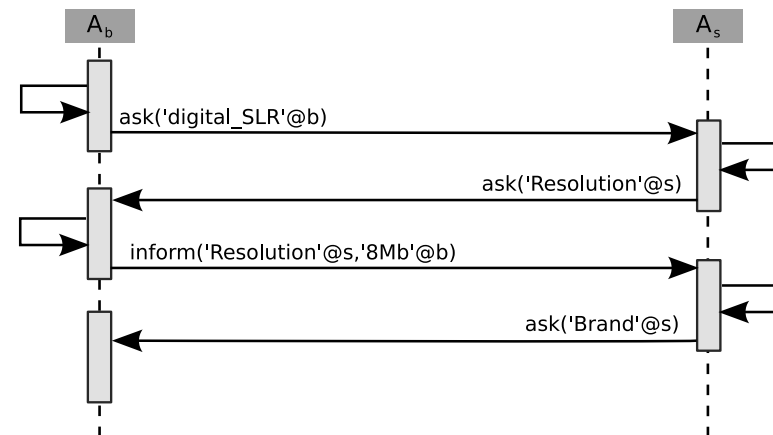 A_b A_s
ask('digital_SLR'@b)
ask('Resolution'@s)
inform('Resolution'@s,'8Mb'@b)
ask('Brand'@s)